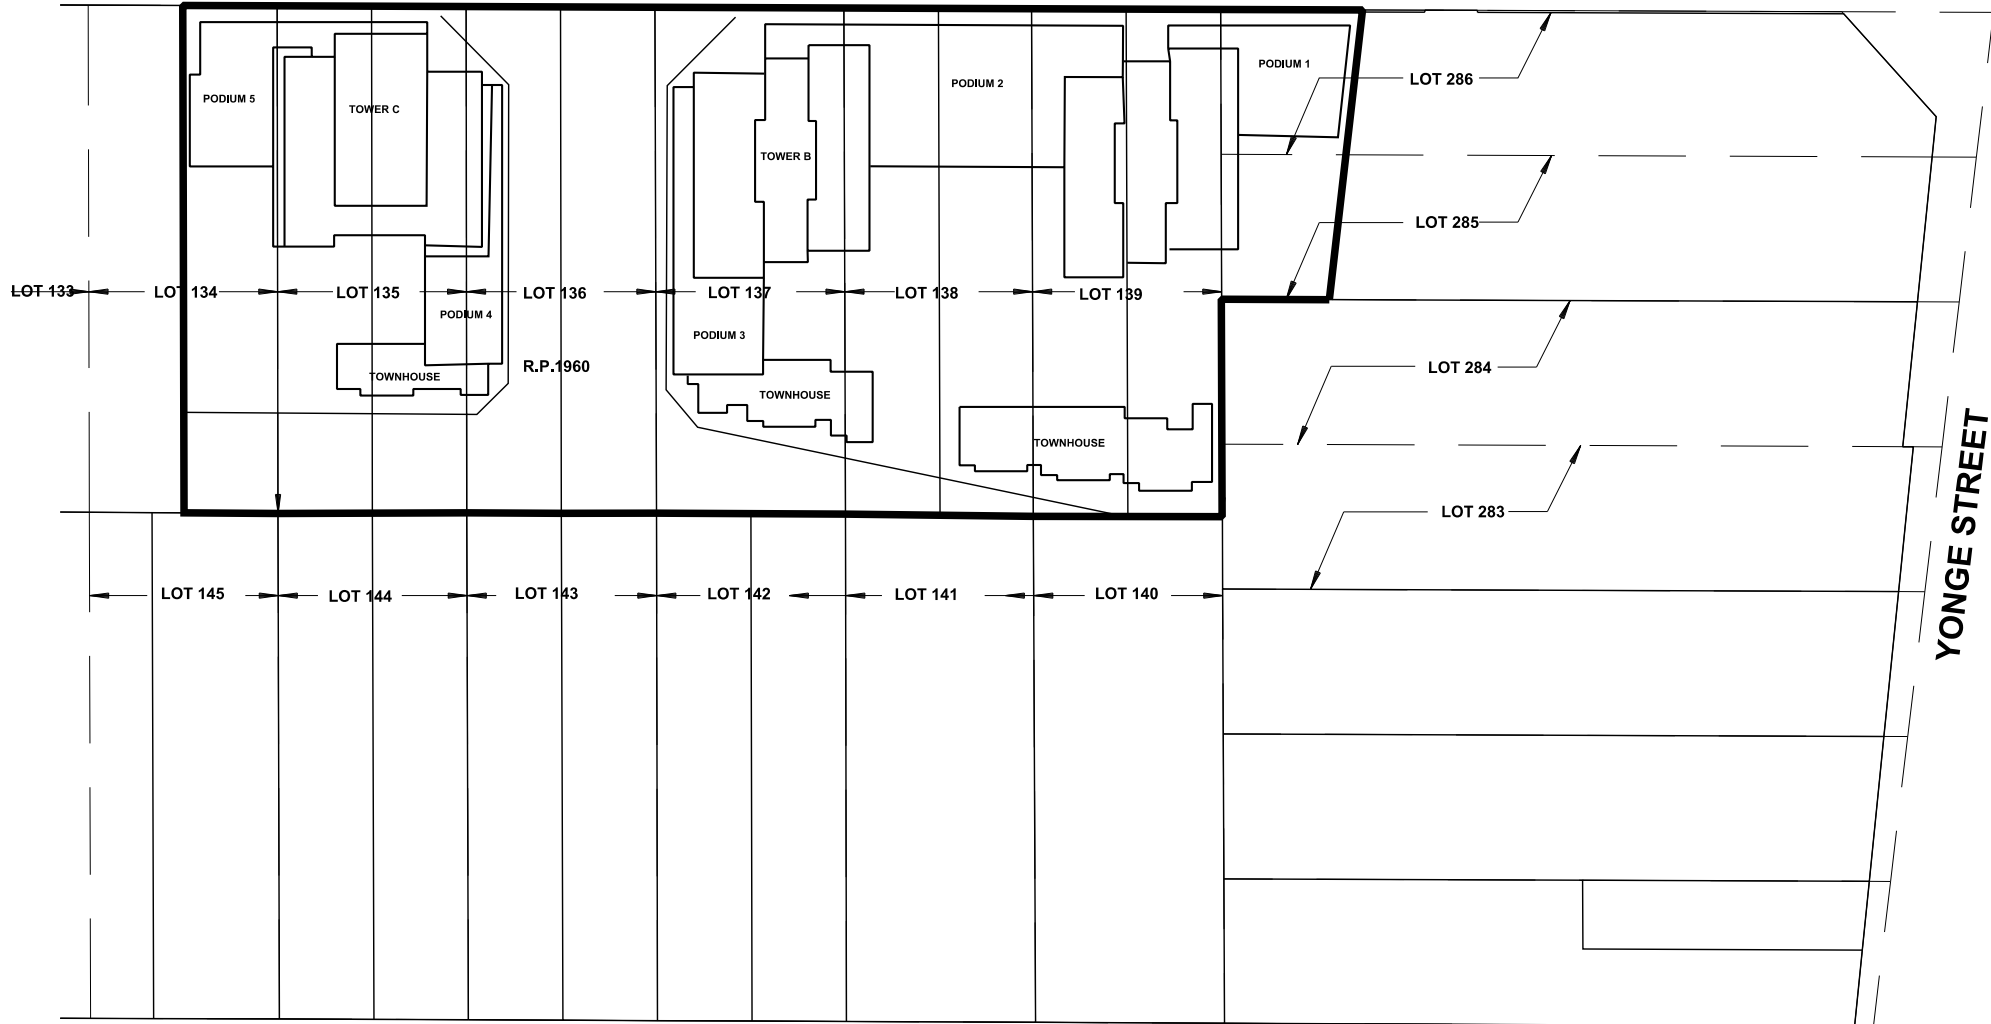 PODIUM 1
LOT 286
PODIUM 2
PODIUM 5
TOWER C
TOWER B
LOT 285
LOT 133
LOT 134
LOT 135
LOT 136
LOT 137
LOT 138
LOT 139
PODIUM 4
PODIUM 3
R.P.1960
LOT 284
TOWNHOUSE
TOWNHOUSE
TOWNHOUSE
LOT 283
YONGE STREET
LOT 145
LOT 144
LOT 143
LOT 142
LOT 141
LOT 140